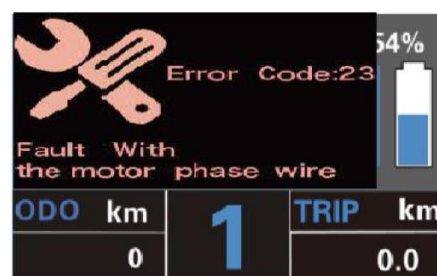 54%
Error Code:23
Fault With
the motor phase wire
ODO km
0
1
TRIP km
0.0